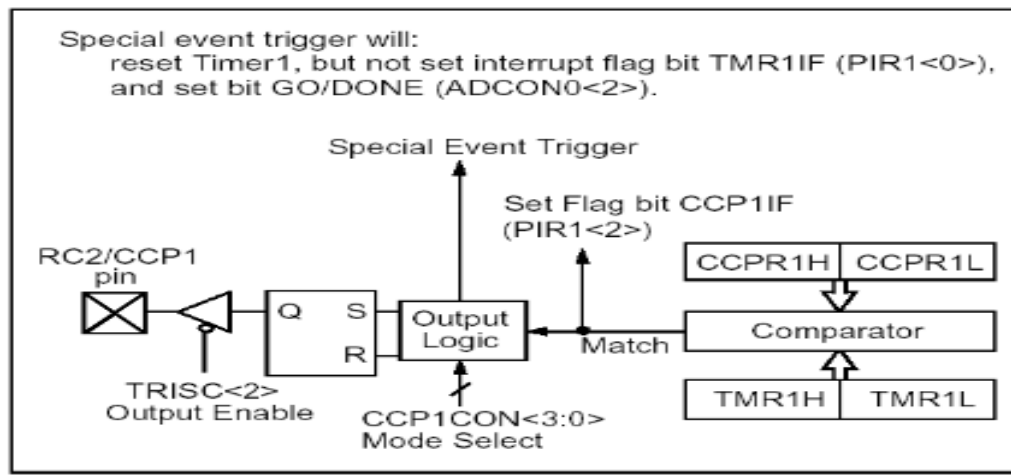 Special event trigger will:
reset Timer1, but not set interrupt flag bit TMR1IF (PIR1<0>),
and set bit GO/DONE (ADCON0<2>).
Special Event Trigger
Set Flag bit CCP1IF
(PIR1<2>)
RC2/CCP1
pin
CCPR1H CCPR1L
Q S
R
Output
Logic
Match
Comparator
TRISC<2>
Output Enable
CCP1CON<3:0>
Mode Select
TMR1H TMR1L